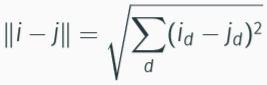 ‖i − j‖ = √∑_d (i_d − j_d)²